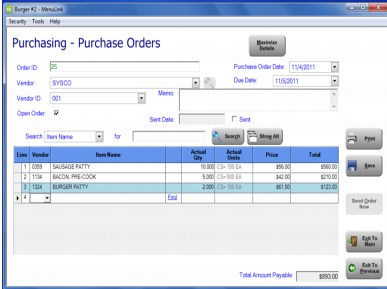 Burger #2 - MenuLink
Security Tools Help
Purchasing - Purchase Orders
Maximize Details
Order ID: 25
Purchase Order Date: 11/4/2011
Vendor: SYSCO
Due Date: 11/5/2011
Vendor ID: 001
Memo:
Open Order:
Sent Date:
Sent
Search Item Name for
Search
Show All
Print
Line Vendor Item Name Actual Qty Actual Units Price Total
1 0359 SAUSAGE PATTY 10.000 CS= 196 EA $56.00 $560.00
2 1134 BACON, PRE-COOK 5.000 CS= 500 EA $42.00 $210.00
3 1324 BURGER PATTY 2.000 CS= 166 EA $61.50 $123.00
4 Find
Save
Send Order Now
Exit To Main
Exit To Previous
Total Amount Payable: $893.00